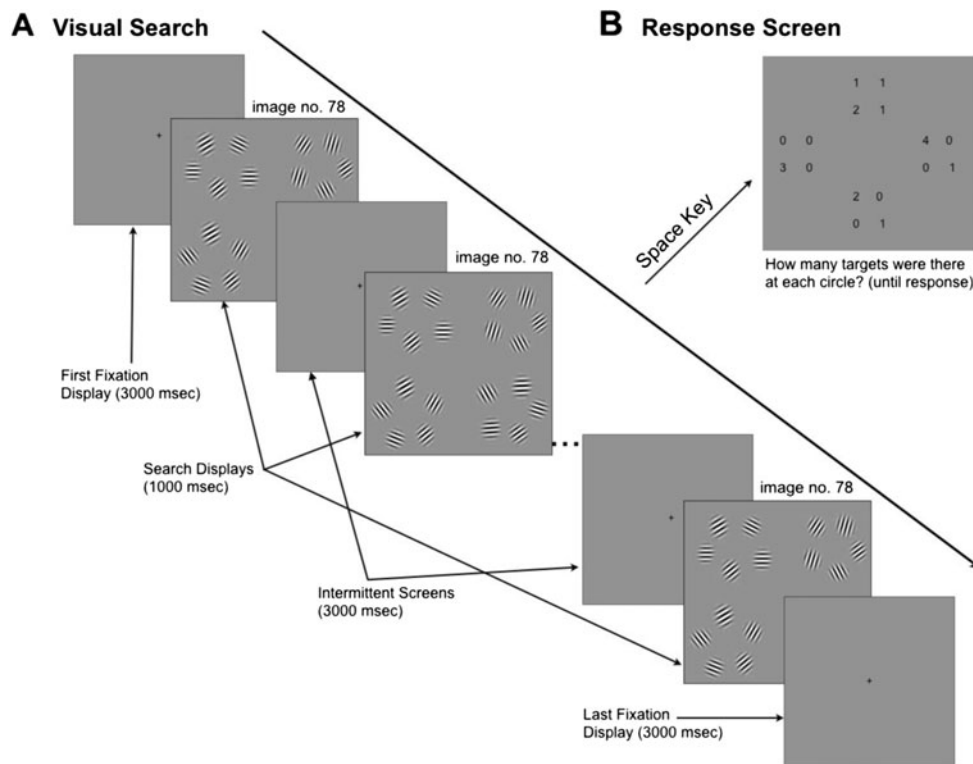 A Visual Search
B Response Screen
image no. 78
1 1
2 1
0 0 4 0
3 0 0 1
2 0
0 1
Space Key
How many targets were there
at each circle? (until response)
image no. 78
First Fixation
Display (3000 msec)
Search Displays
(1000 msec)
image no. 78
Intermittent Screens
(3000 msec)
Last Fixation
Display (3000 msec)